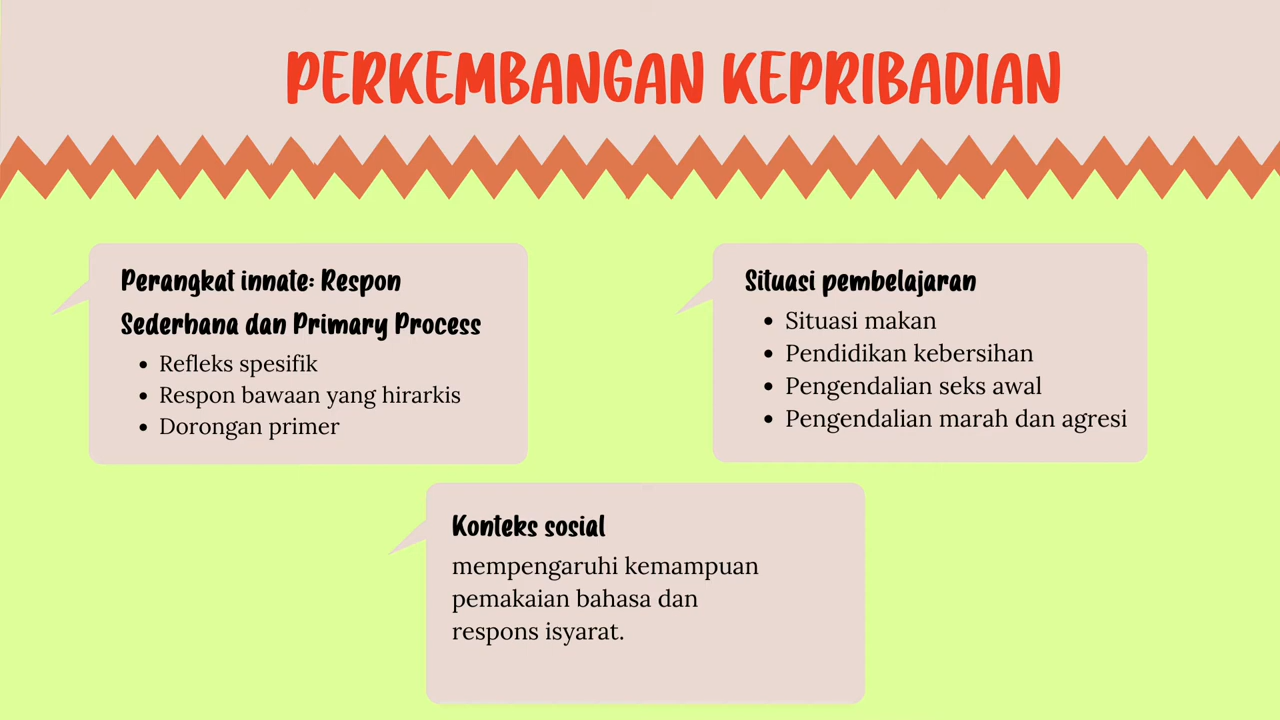 PERKEMBANGAN KEPRIBADIAN
Perangkat innate: Respon
Sederhana dan Primary Process
• Refleks spesifik
• Respon bawaan yang hirarkis
• Dorongan primer
Situasi pembelajaran
• Situasi makan
• Pendidikan kebersihan
• Pengendalian seks awal
• Pengendalian marah dan agresi
Konteks sosial
mempengaruhi kemampuan
pemakaian bahasa dan
respons isyarat.